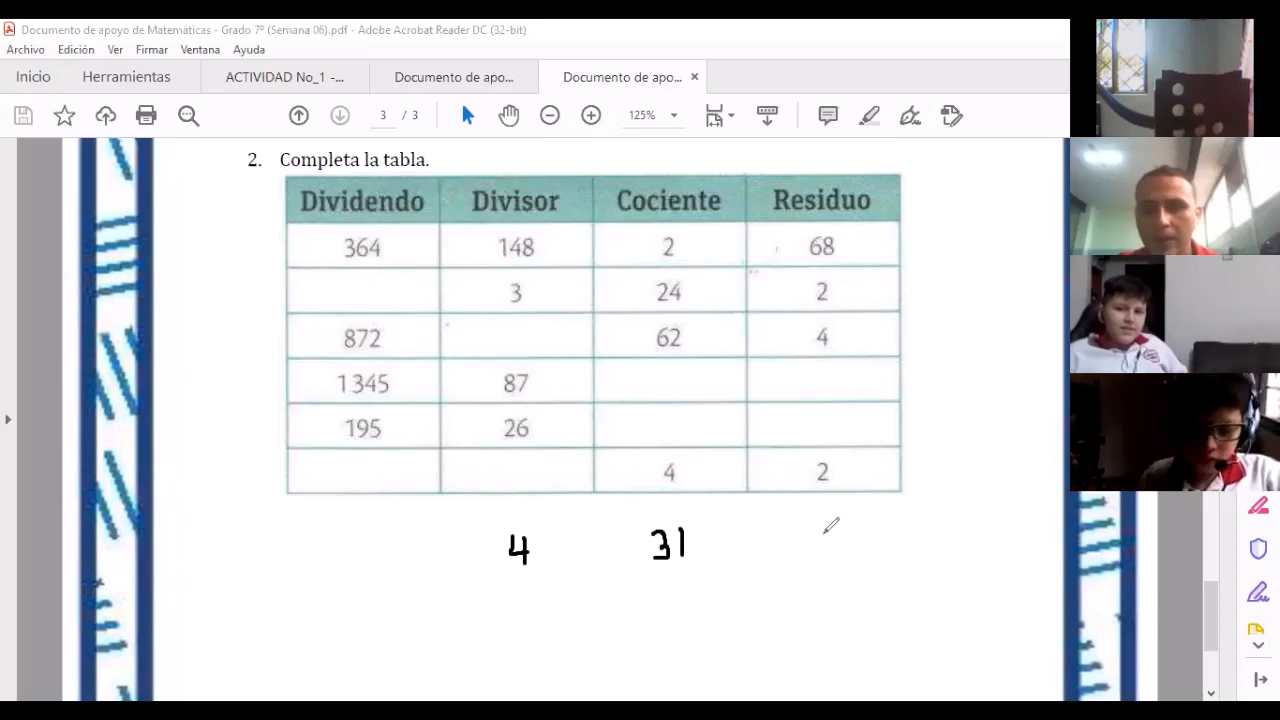 Documento de apoyo de Matemáticas - Grado 7º (Semana 06).pdf - Adobe Acrobat Reader DC (32-bit)
Archivo Edición Ver Firmar Ventana Ayuda
Inicio Herramientas ACTIVIDAD No_1 -... Documento de apo... Documento de apo... ×
3 / 3 125%
2. Completa la tabla.
Dividendo Divisor Cociente Residuo
364 148 2 68
3 24 2
872 62 4
1345 87
195 26
4 2
4 31